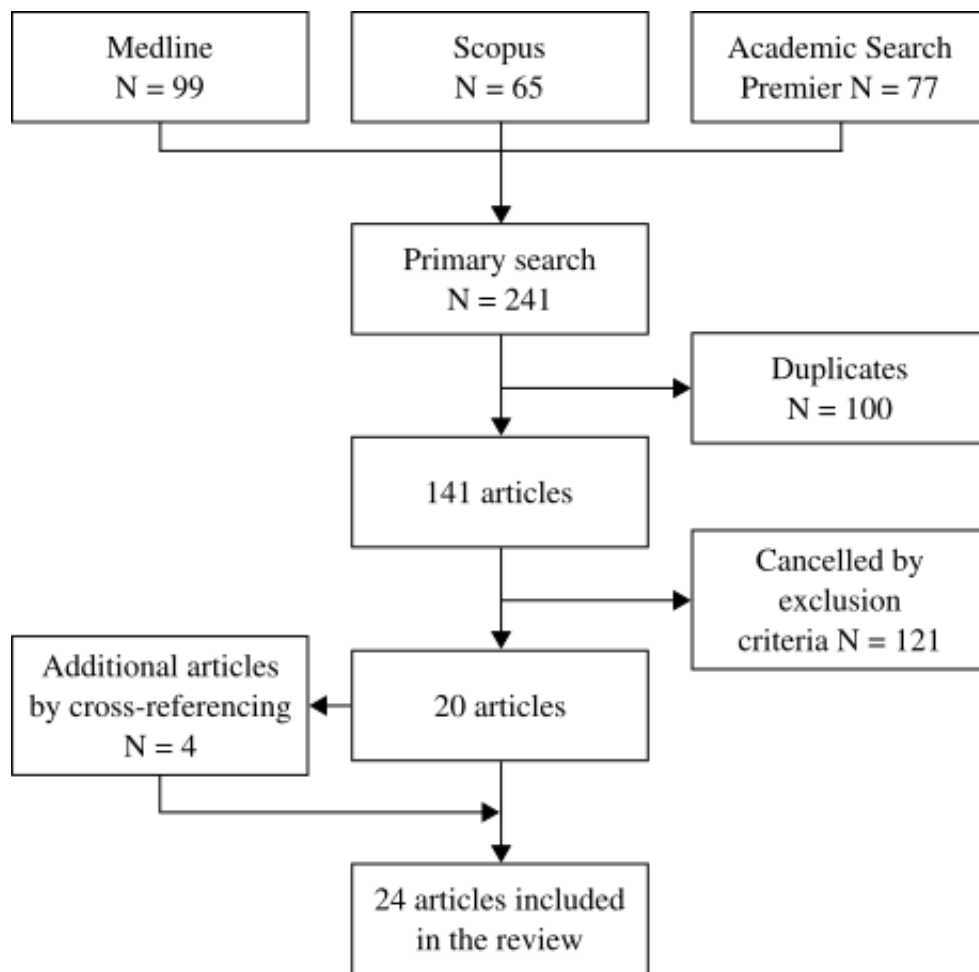 Medline
N = 99
Scopus
N = 65
Academic Search
Premier N = 77
Primary search
N = 241
Duplicates
N = 100
141 articles
Cancelled by
exclusion
criteria N = 121
Additional articles
by cross-referencing
N = 4
20 articles
24 articles included
in the review